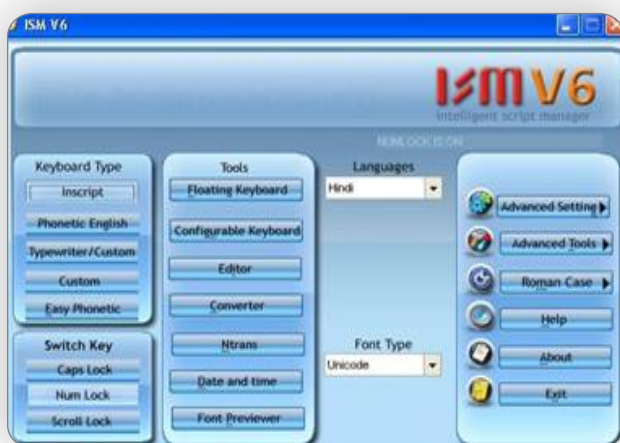 ISM V6
ISM V6
intelligent script manager
NUMLOCK IS ON
Keyboard Type
Inscript
Phonetic English
Typewriter/Custom
Custom
Easy Phonetic
Switch Key
Caps Lock
Num Lock
Scroll Lock
Tools
Floating Keyboard
Configurable Keyboard
Editor
Converter
Ntrans
Date and time
Font Previewer
Languages
Hindi
Font Type
Unicode
Advanced Setting
Advanced Tools
Roman Case
Help
About
Exit